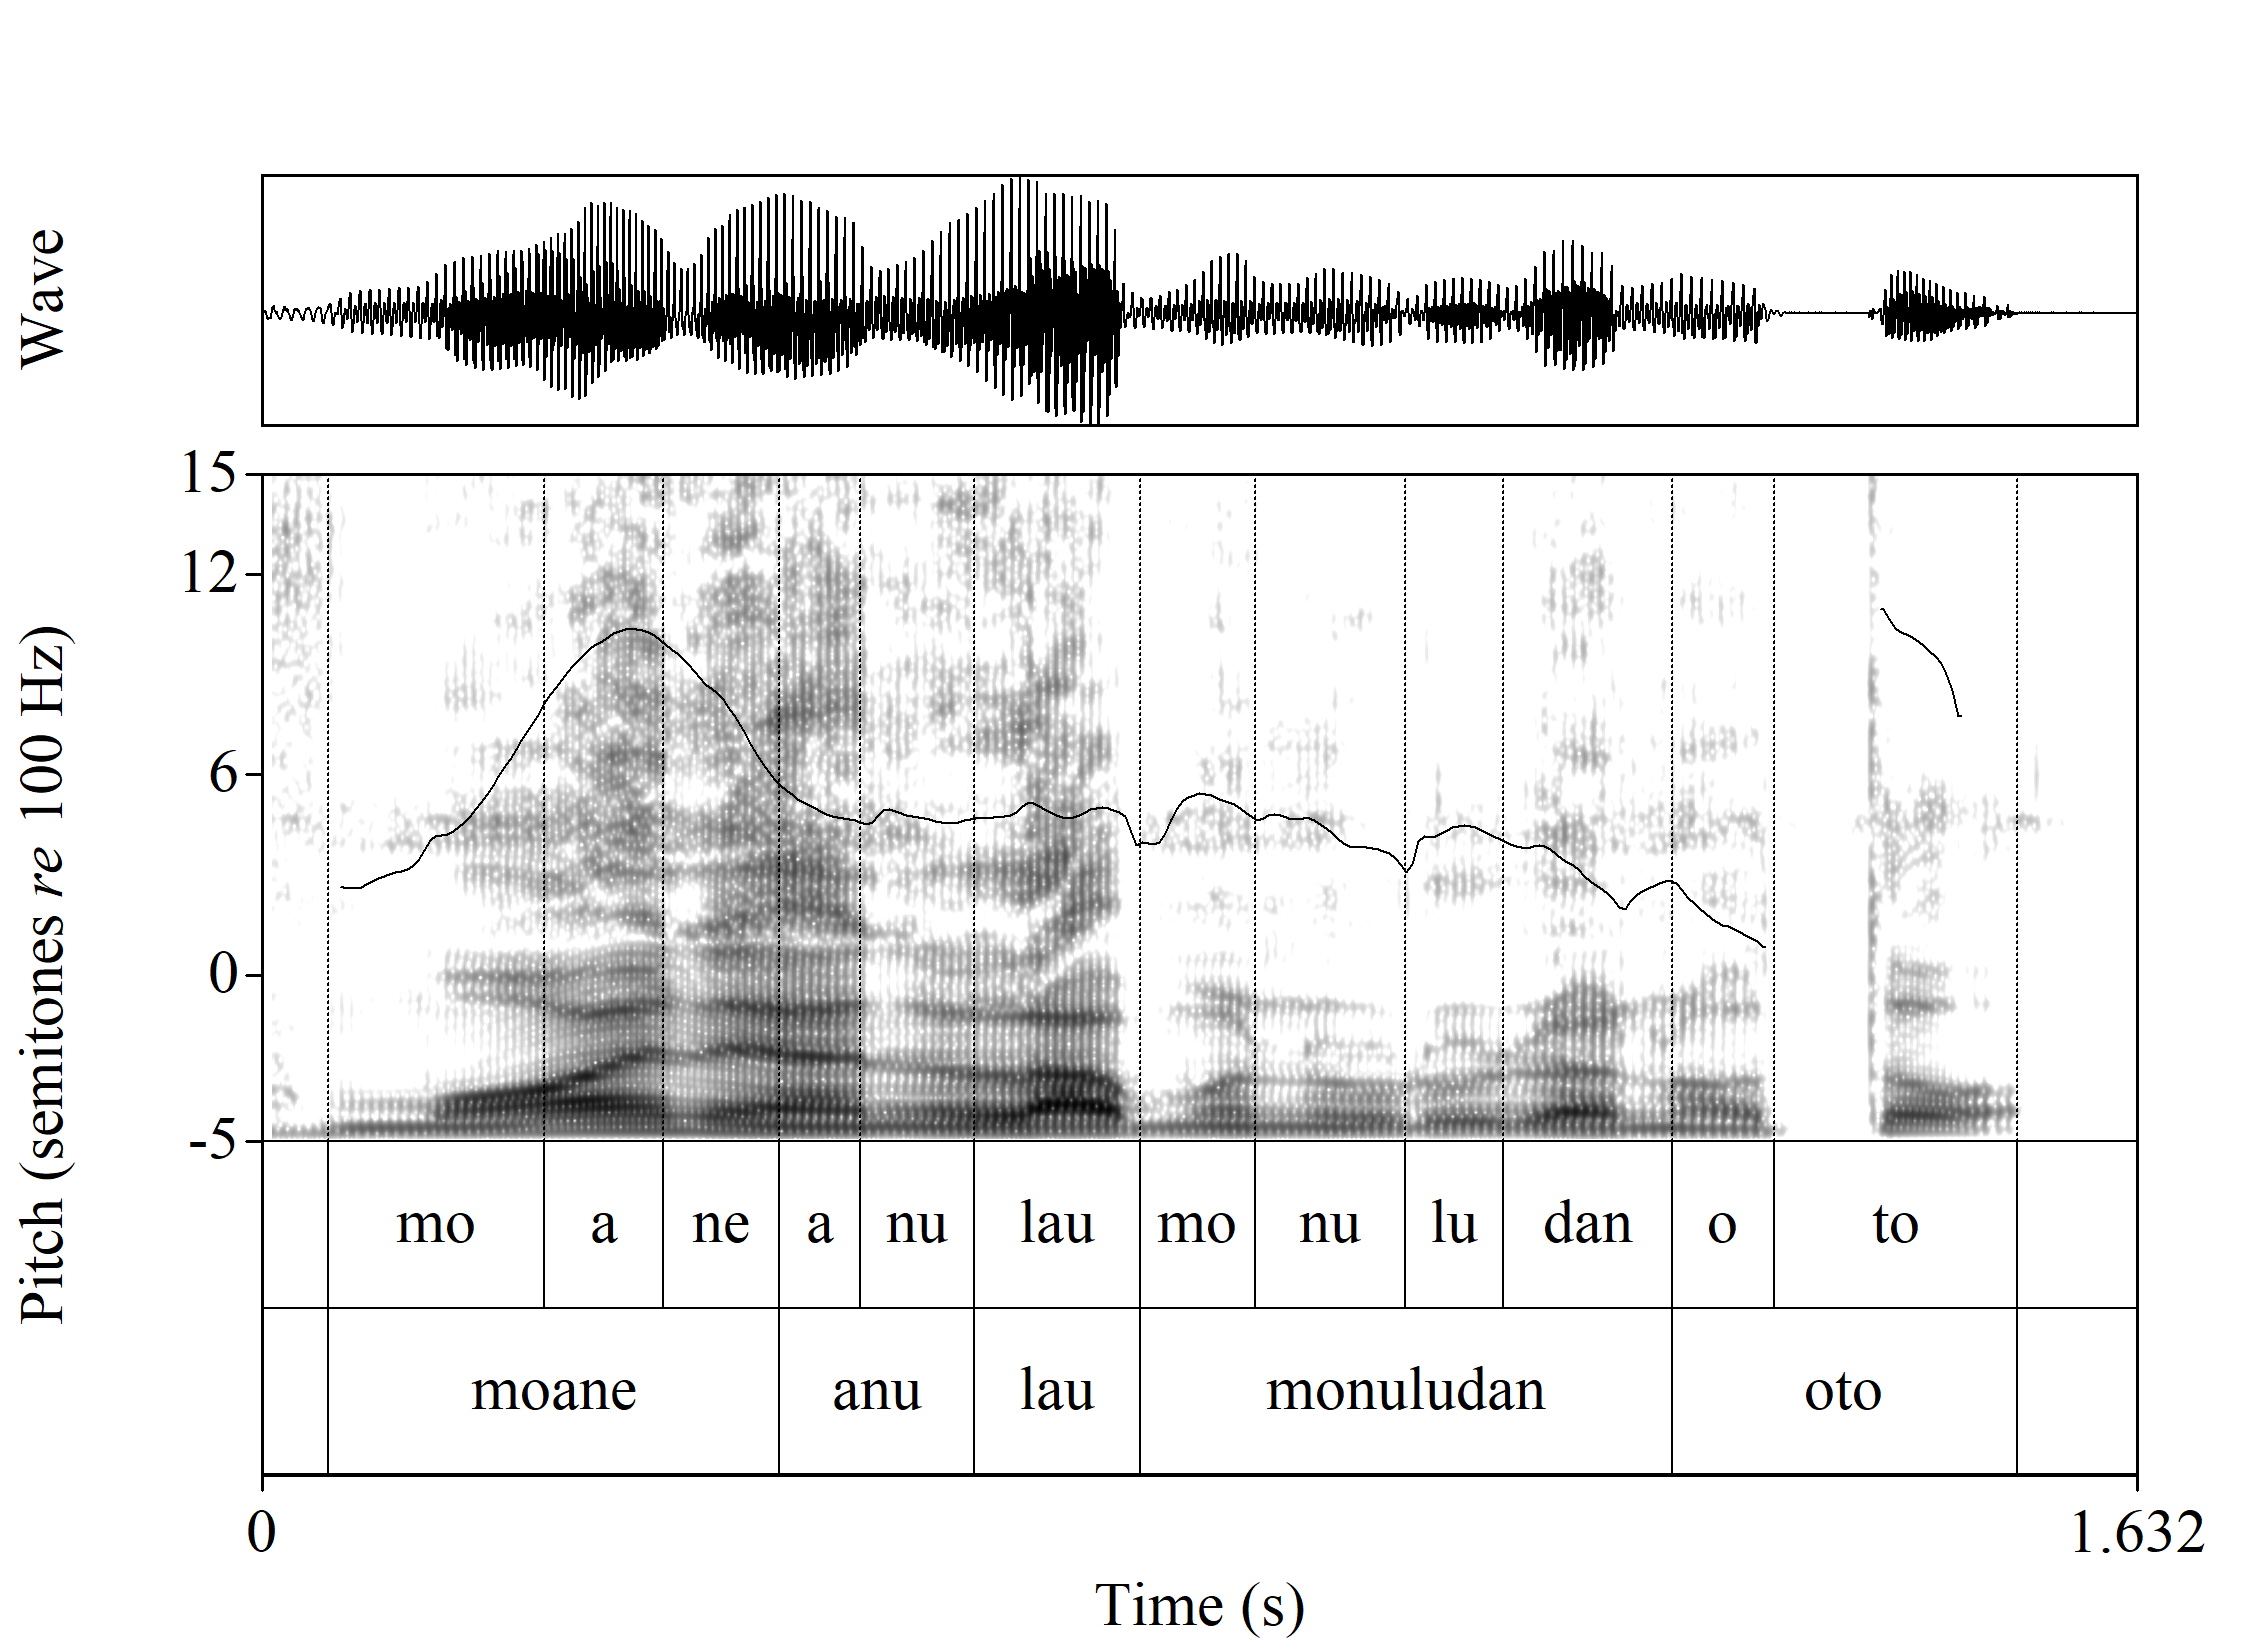 Wave
Pitch (semitones re 100 Hz)
15
12
6
0
-5
mo a ne a nu lau mo nu lu dan o to
moane anu lau monuludan oto
0 1.632
Time (s)